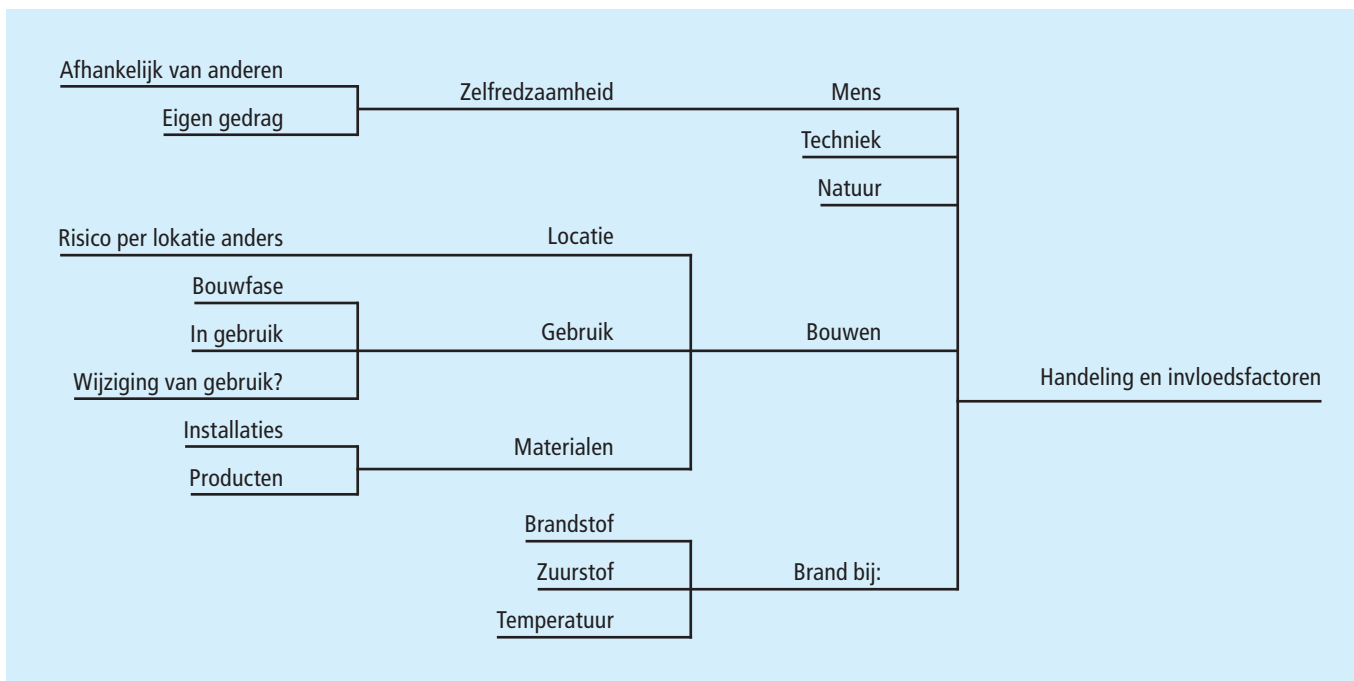 Afhankelijk van anderen
Zelfredzaamheid
Mens
Eigen gedrag
Techniek
Natuur
Risico per lokatie anders
Locatie
Bouwfase
In gebruik
Gebruik
Bouwen
Wijziging van gebruik?
Handeling en invloedsfactoren
Installaties
Materialen
Producten
Brandstof
Zuurstof
Brand bij:
Temperatuur